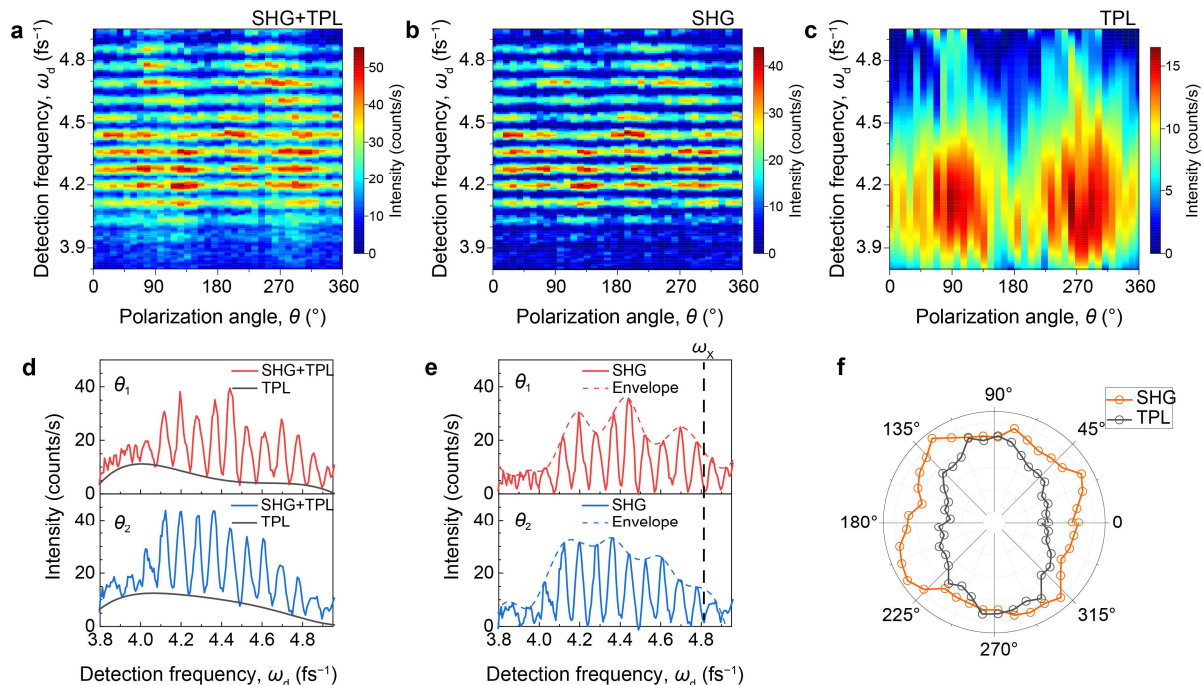 a
SHG+TPL
Detection frequency, ω_d (fs⁻¹)
4.8
4.5
4.2
3.9
0 90 180 270 360
Polarization angle, θ (°)
50
40
30
20
10
0
Intensity (counts/s)
b
SHG
Detection frequency, ω_d (fs⁻¹)
4.8
4.5
4.2
3.9
0 90 180 270 360
Polarization angle, θ (°)
40
30
20
10
0
Intensity (counts/s)
c
TPL
Detection frequency, ω_d (fs⁻¹)
4.8
4.5
4.2
3.9
0 90 180 270 360
Polarization angle, θ (°)
15
10
5
0
Intensity (counts/s)
d
θ₁
SHG+TPL
TPL
40
20
0
θ₂
SHG+TPL
TPL
40
20
0
Intensity (counts/s)
3.8 4.0 4.2 4.4 4.6 4.8
Detection frequency, ω_d (fs⁻¹)
e
ω_x
θ₁
SHG
Envelope
40
20
0
θ₂
SHG
Envelope
40
20
0
Intensity (counts/s)
3.8 4.0 4.2 4.4 4.6 4.8
Detection frequency, ω_d (fs⁻¹)
f
SHG
TPL
90°
135°
45°
180°
0
225°
315°
270°